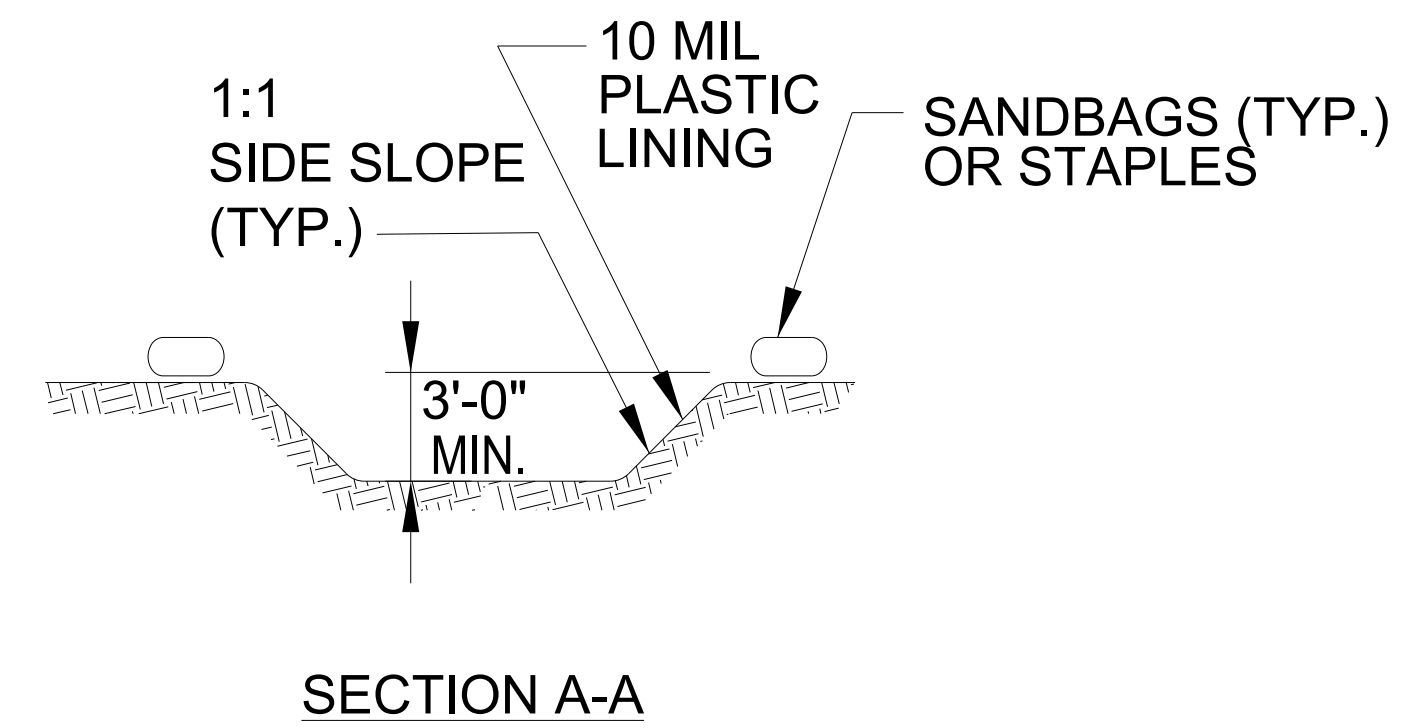 10 MIL
PLASTIC
LINING
1:1
SIDE SLOPE
(TYP.)
SANDBAGS (TYP.)
OR STAPLES
3'-0"
MIN.
SECTION A-A